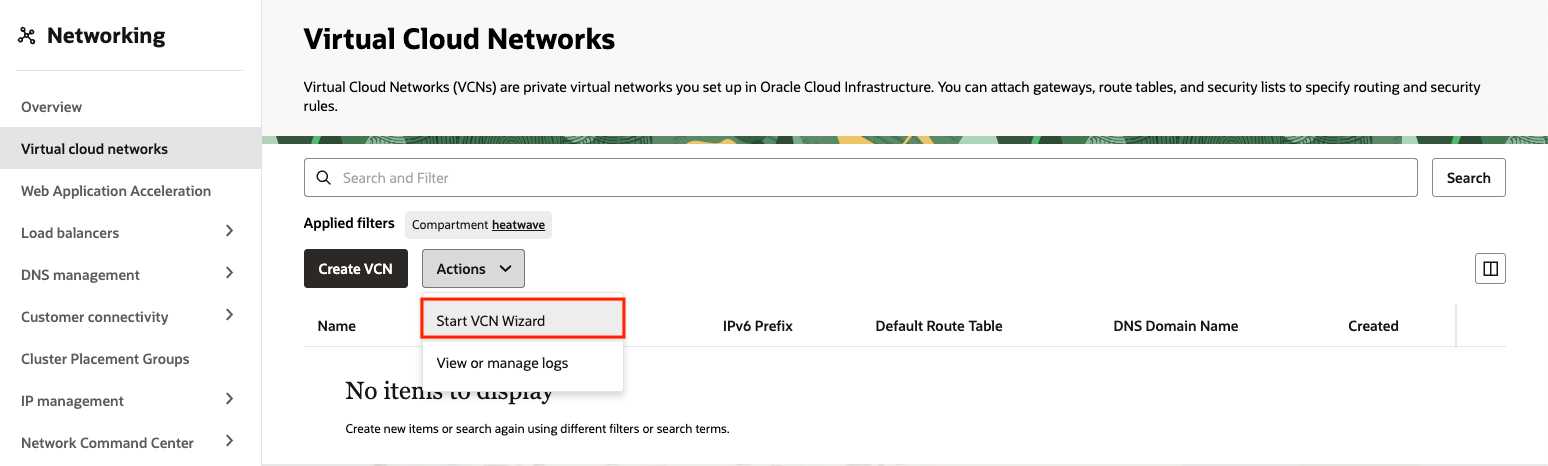 Networking
Overview
Virtual cloud networks
Web Application Acceleration
Load balancers
DNS management
Customer connectivity
Cluster Placement Groups
IP management
Network Command Center
Virtual Cloud Networks
Virtual Cloud Networks (VCNs) are private virtual networks you set up in Oracle Cloud Infrastructure. You can attach gateways, route tables, and security lists to specify routing and security
rules.
Search and Filter
Search
Applied filters Compartment heatwave
Create VCN Actions
Start VCN Wizard
View or manage logs
Name IPv6 Prefix Default Route Table DNS Domain Name Created
No items to display
Create new items or search again using different filters or search terms.